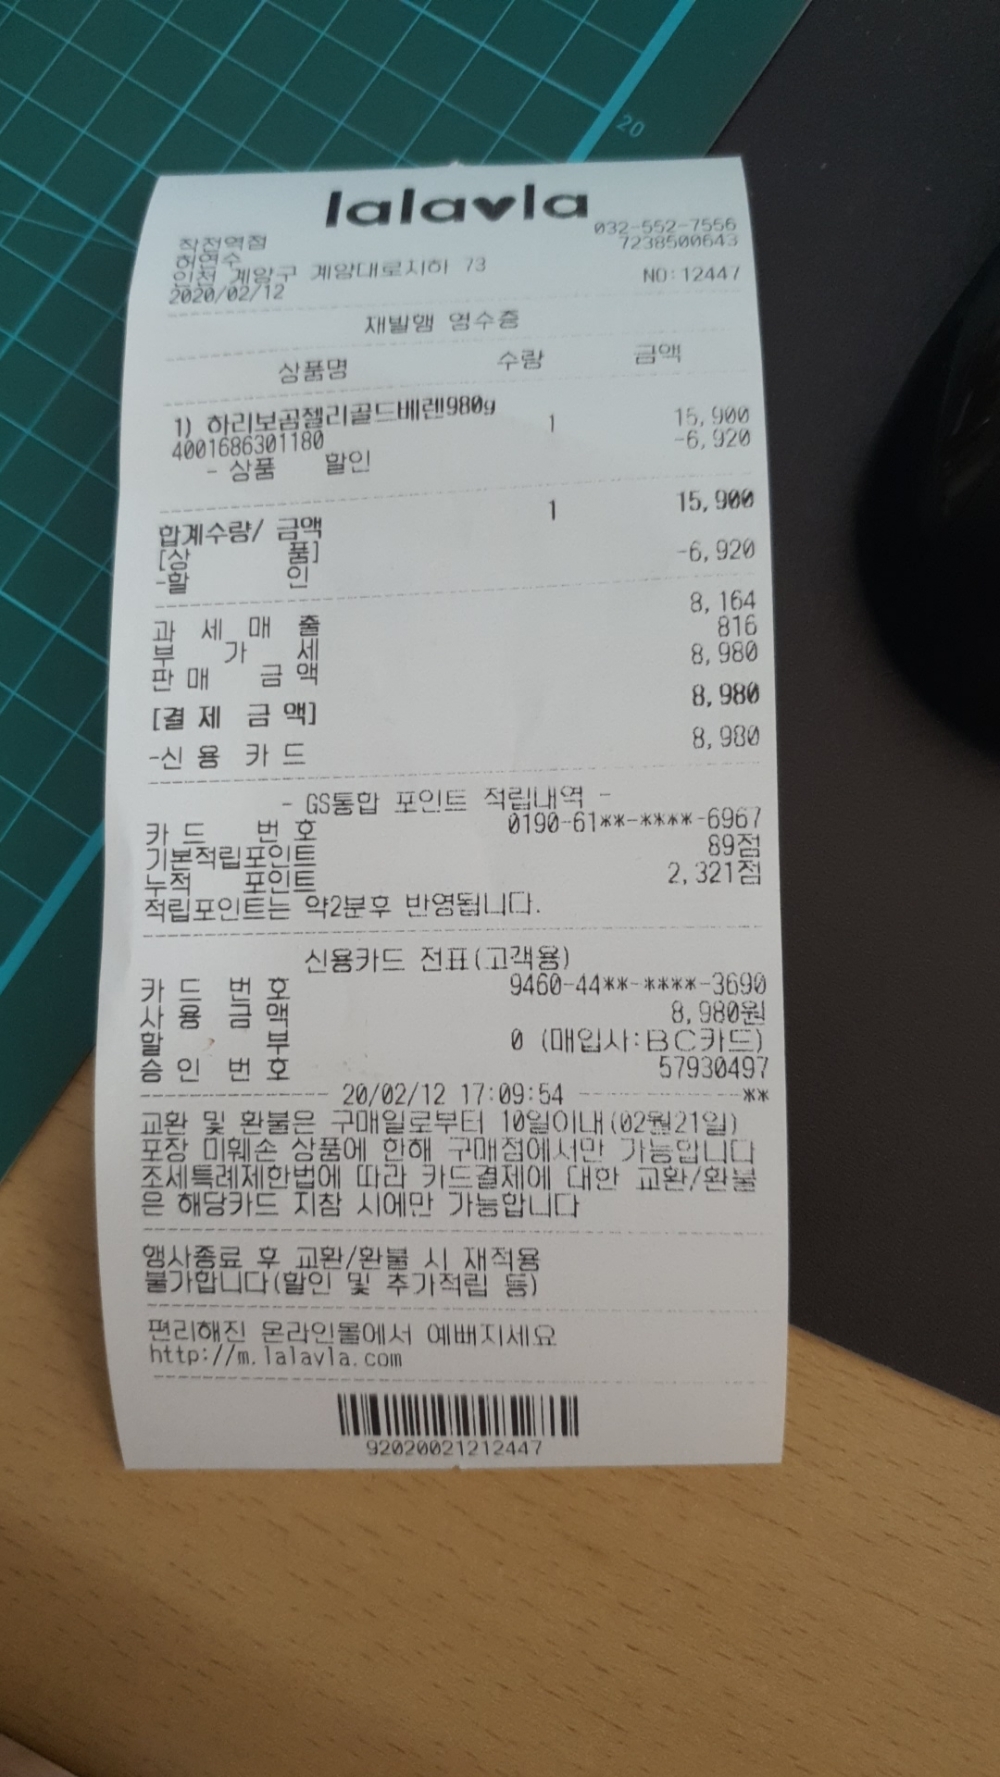 20
lalavla
작전역점 032-552-7556
허연수 7238500643
인천 계양구 계양대로지하 73
2020/02/12 NO:12447
재발행 영수증
상품명 수량 금액
1) 하리보곰젤리골드베렌980g 1 15,900
4001686301180 -6,920
- 상품 할인
합계수량/ 금액 1 15,900
[상 품]
-할 인 -6,920
과 세 매 출 8,164
부 가 세 816
판 매 금 액 8,980
[결 제 금 액] 8,980
-신 용 카 드 8,980
- GS통합 포인트 적립내역 -
카 드 번 호 0190-61**-****-6967
기본적립포인트 89점
누적 포인트 2,321점
적립포인트는 약2분후 반영됩니다.
신용카드 전표(고객용)
카 드 번 호 9460-44**-****-3690
사 용 금 액 8,980원
할 부 0 (매입사:BC카드)
승 인 번 호 57930497
20/02/12 17:09:54 **
교환 및 환불은 구매일로부터 10일이내(02월21일)
포장 미훼손 상품에 한해 구매점에서만 가능합니다
조세특례제한법에 따라 카드결제에 대한 교환/환불
은 해당카드 지참 시에만 가능합니다
행사종료 후 교환/환불 시 재적용
불가합니다(할인 및 추가적립 등)
편리해진 온라인몰에서 예뻐지세요
http://m.lalavla.com
92020021212447